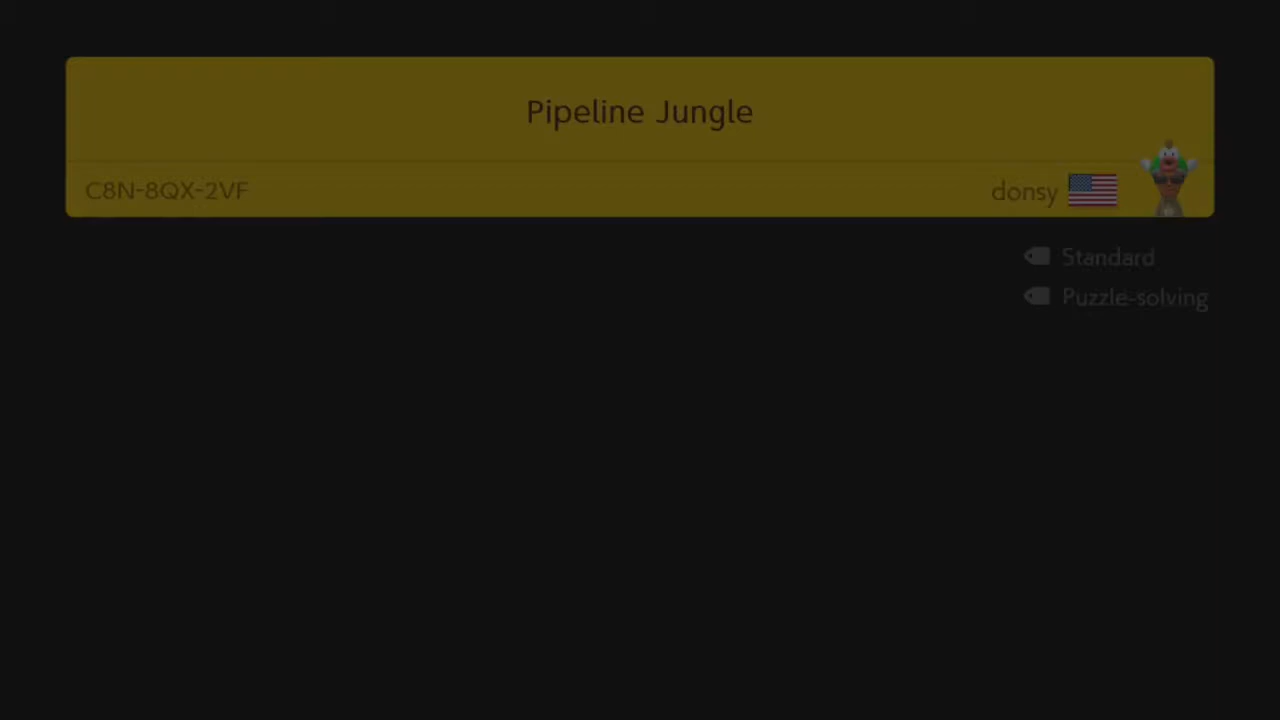 Pipeline Jungle
C8N-8QX-2VF
donsy
Standard
Puzzle-solving